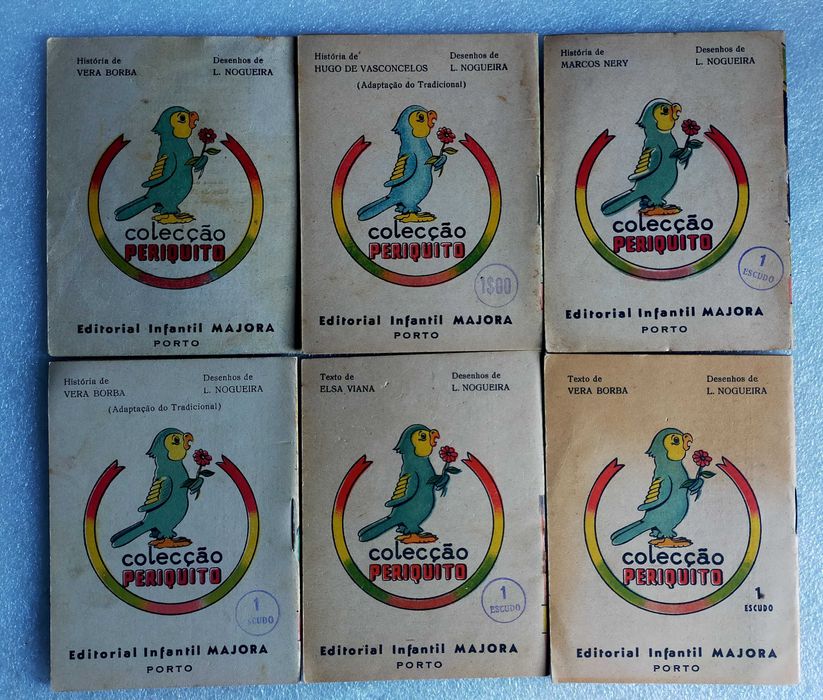 História de
VERA BORBA
Desenhos de
L. NOGUEIRA
colecção
PERIQUITO
Editorial Infantil MAJORA
PORTO
História de
HUGO DE VASCONCELOS
Desenhos de
L. NOGUEIRA
(Adaptação do Tradicional)
colecção
PERIQUITO
1$00
Editorial Infantil MAJORA
PORTO
História de
MARCOS NERY
Desenhos de
L. NOGUEIRA
colecção
PERIQUITO
1
ESCUDO
Editorial Infantil MAJORA
PORTO
História de
VERA BORBA
Desenhos de
L. NOGUEIRA
(Adaptação do Tradicional)
colecção
PERIQUITO
1
ESCUDO
Editorial Infantil MAJORA
PORTO
Texto de
ELSA VIANA
Desenhos de
L. NOGUEIRA
colecção
PERIQUITO
1
ESCUDO
Editorial Infantil MAJORA
PORTO
Texto de
VERA BORBA
Desenhos de
L. NOGUEIRA
colecção
PERIQUITO
1
ESCUDO
Editorial Infantil MAJORA
PORTO